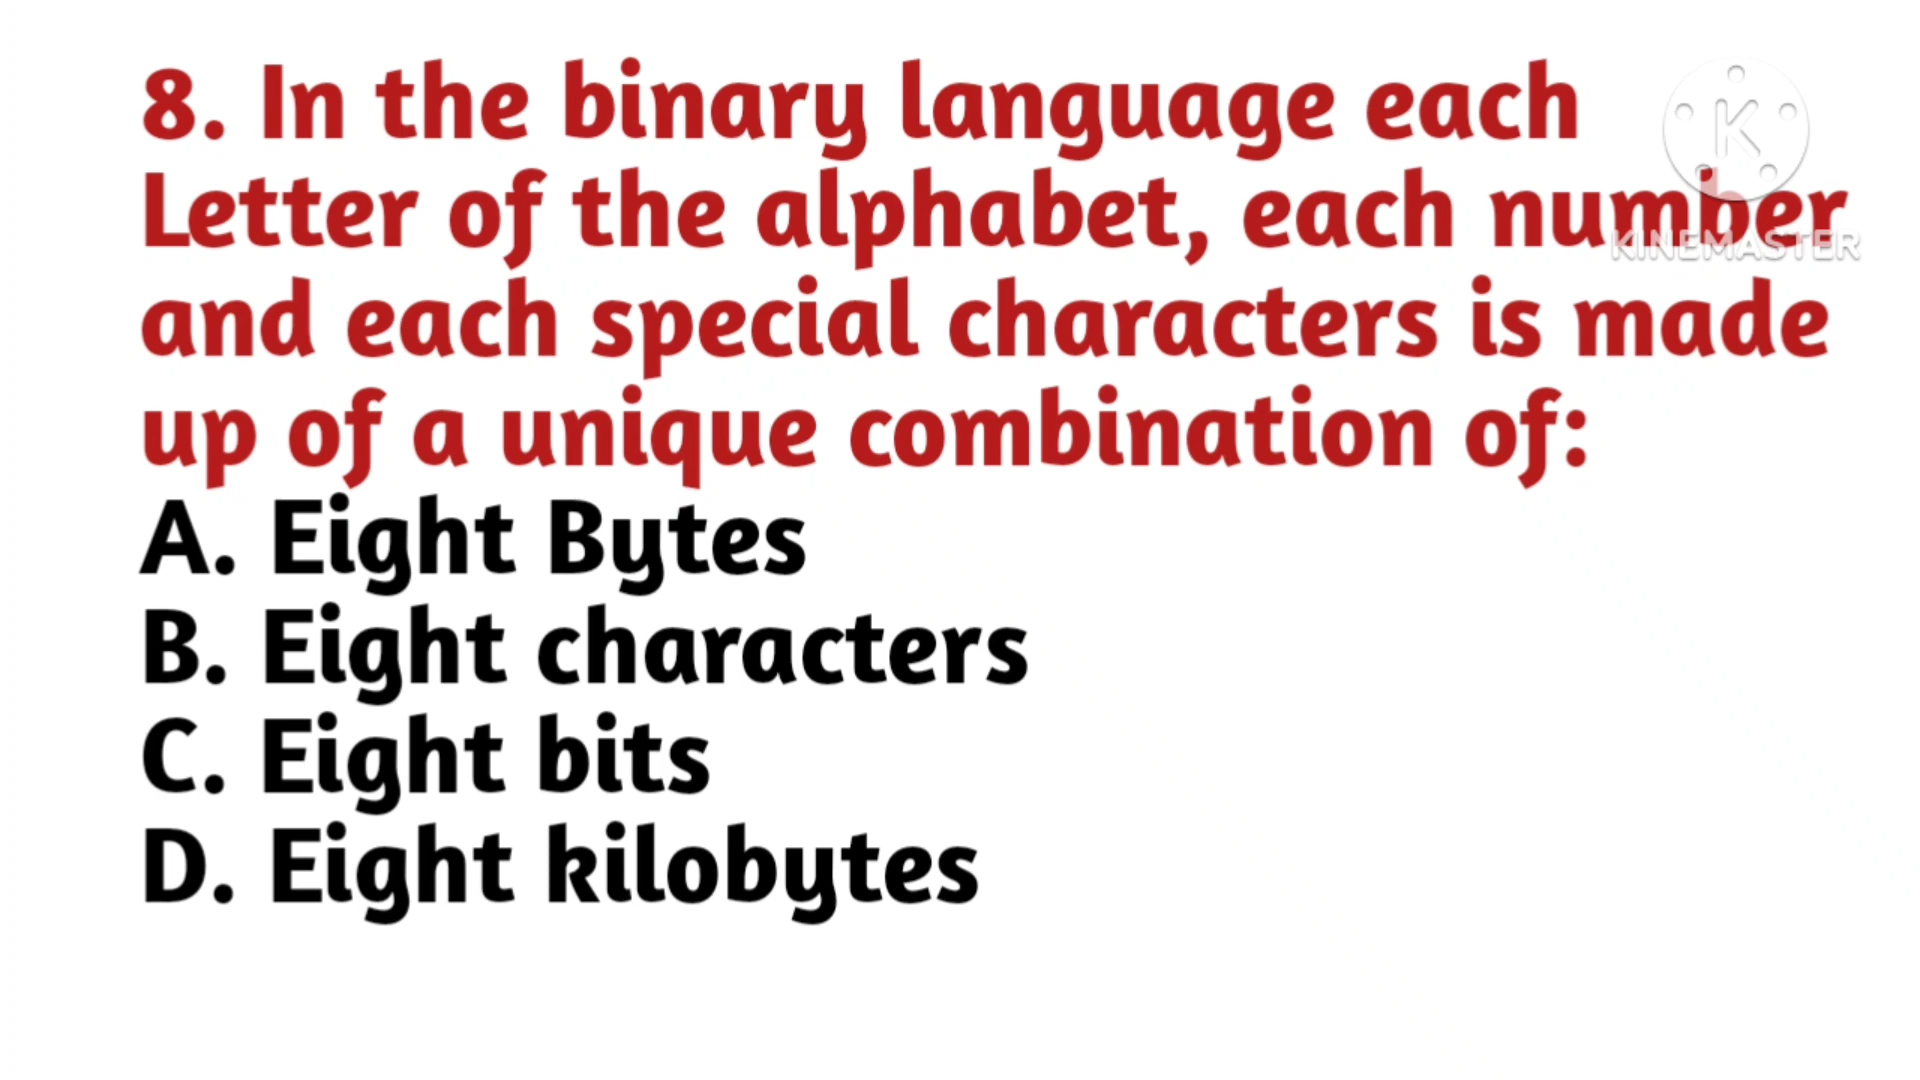 8. In the binary language each
Letter of the alphabet, each number
and each special characters is made
up of a unique combination of:
A. Eight Bytes
B. Eight characters
C. Eight bits
D. Eight kilobytes
K
KINEMASTER